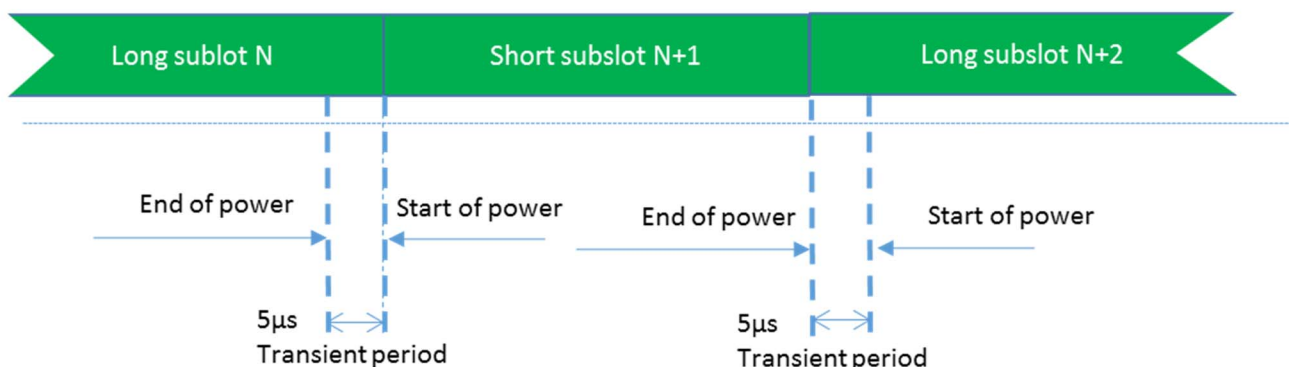 Long sublot N
Short subslot N+1
Long subslot N+2
End of power
Start of power
End of power
Start of power
5µs
Transient period
5µs
Transient period